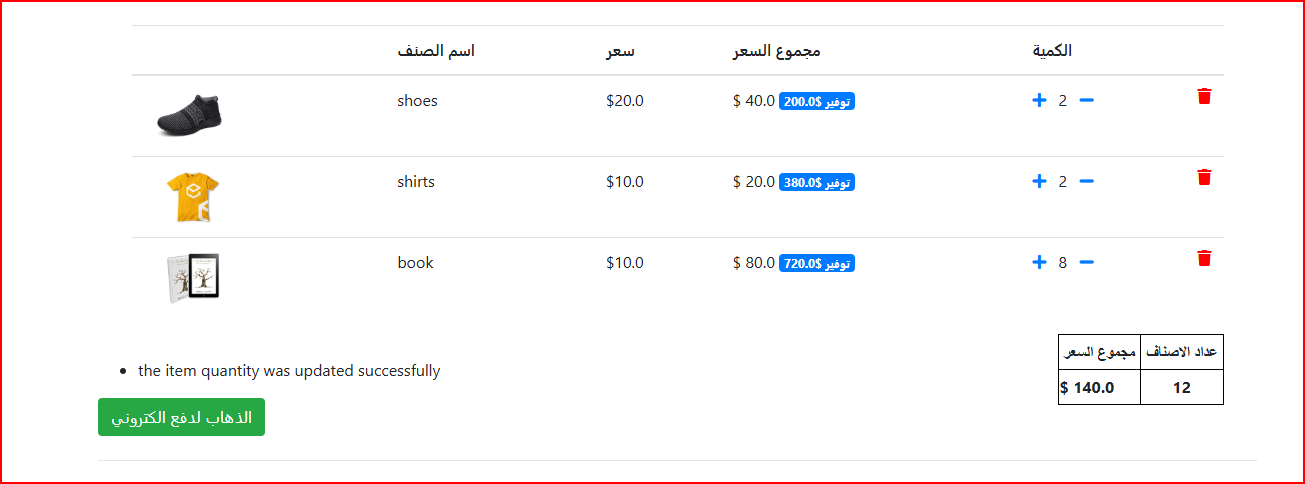 اسم الصنف سعر مجموع السعر الكمية
shoes $20.0 $ 40.0 توفير $200.0 2
shirts $10.0 $ 20.0 توفير $380.0 2
book $10.0 $ 80.0 توفير $720.0 8
عداد الاصناف مجموع السعر
$ 140.0 12
the item quantity was updated successfully
الذهاب لدفع الكتروني